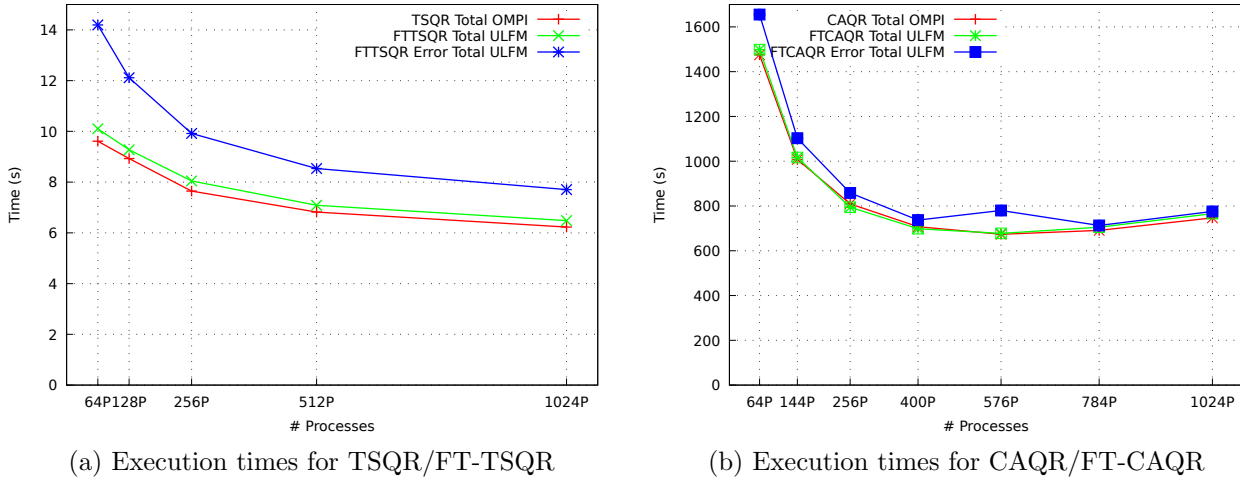 TSQR Total OMPI
FTTSQR Total ULFM
FTTSQR Error Total ULFM
Time (s)
14
12
10
8
6
4
2
0
64P 128P 256P 512P 1024P
# Processes
(a) Execution times for TSQR/FT-TSQR
CAQR Total OMPI
FTCAQR Total ULFM
FTCAQR Error Total ULFM
Time (s)
1600
1400
1200
1000
800
600
400
200
0
64P 144P 256P 400P 576P 784P 1024P
# Processes
(b) Execution times for CAQR/FT-CAQR